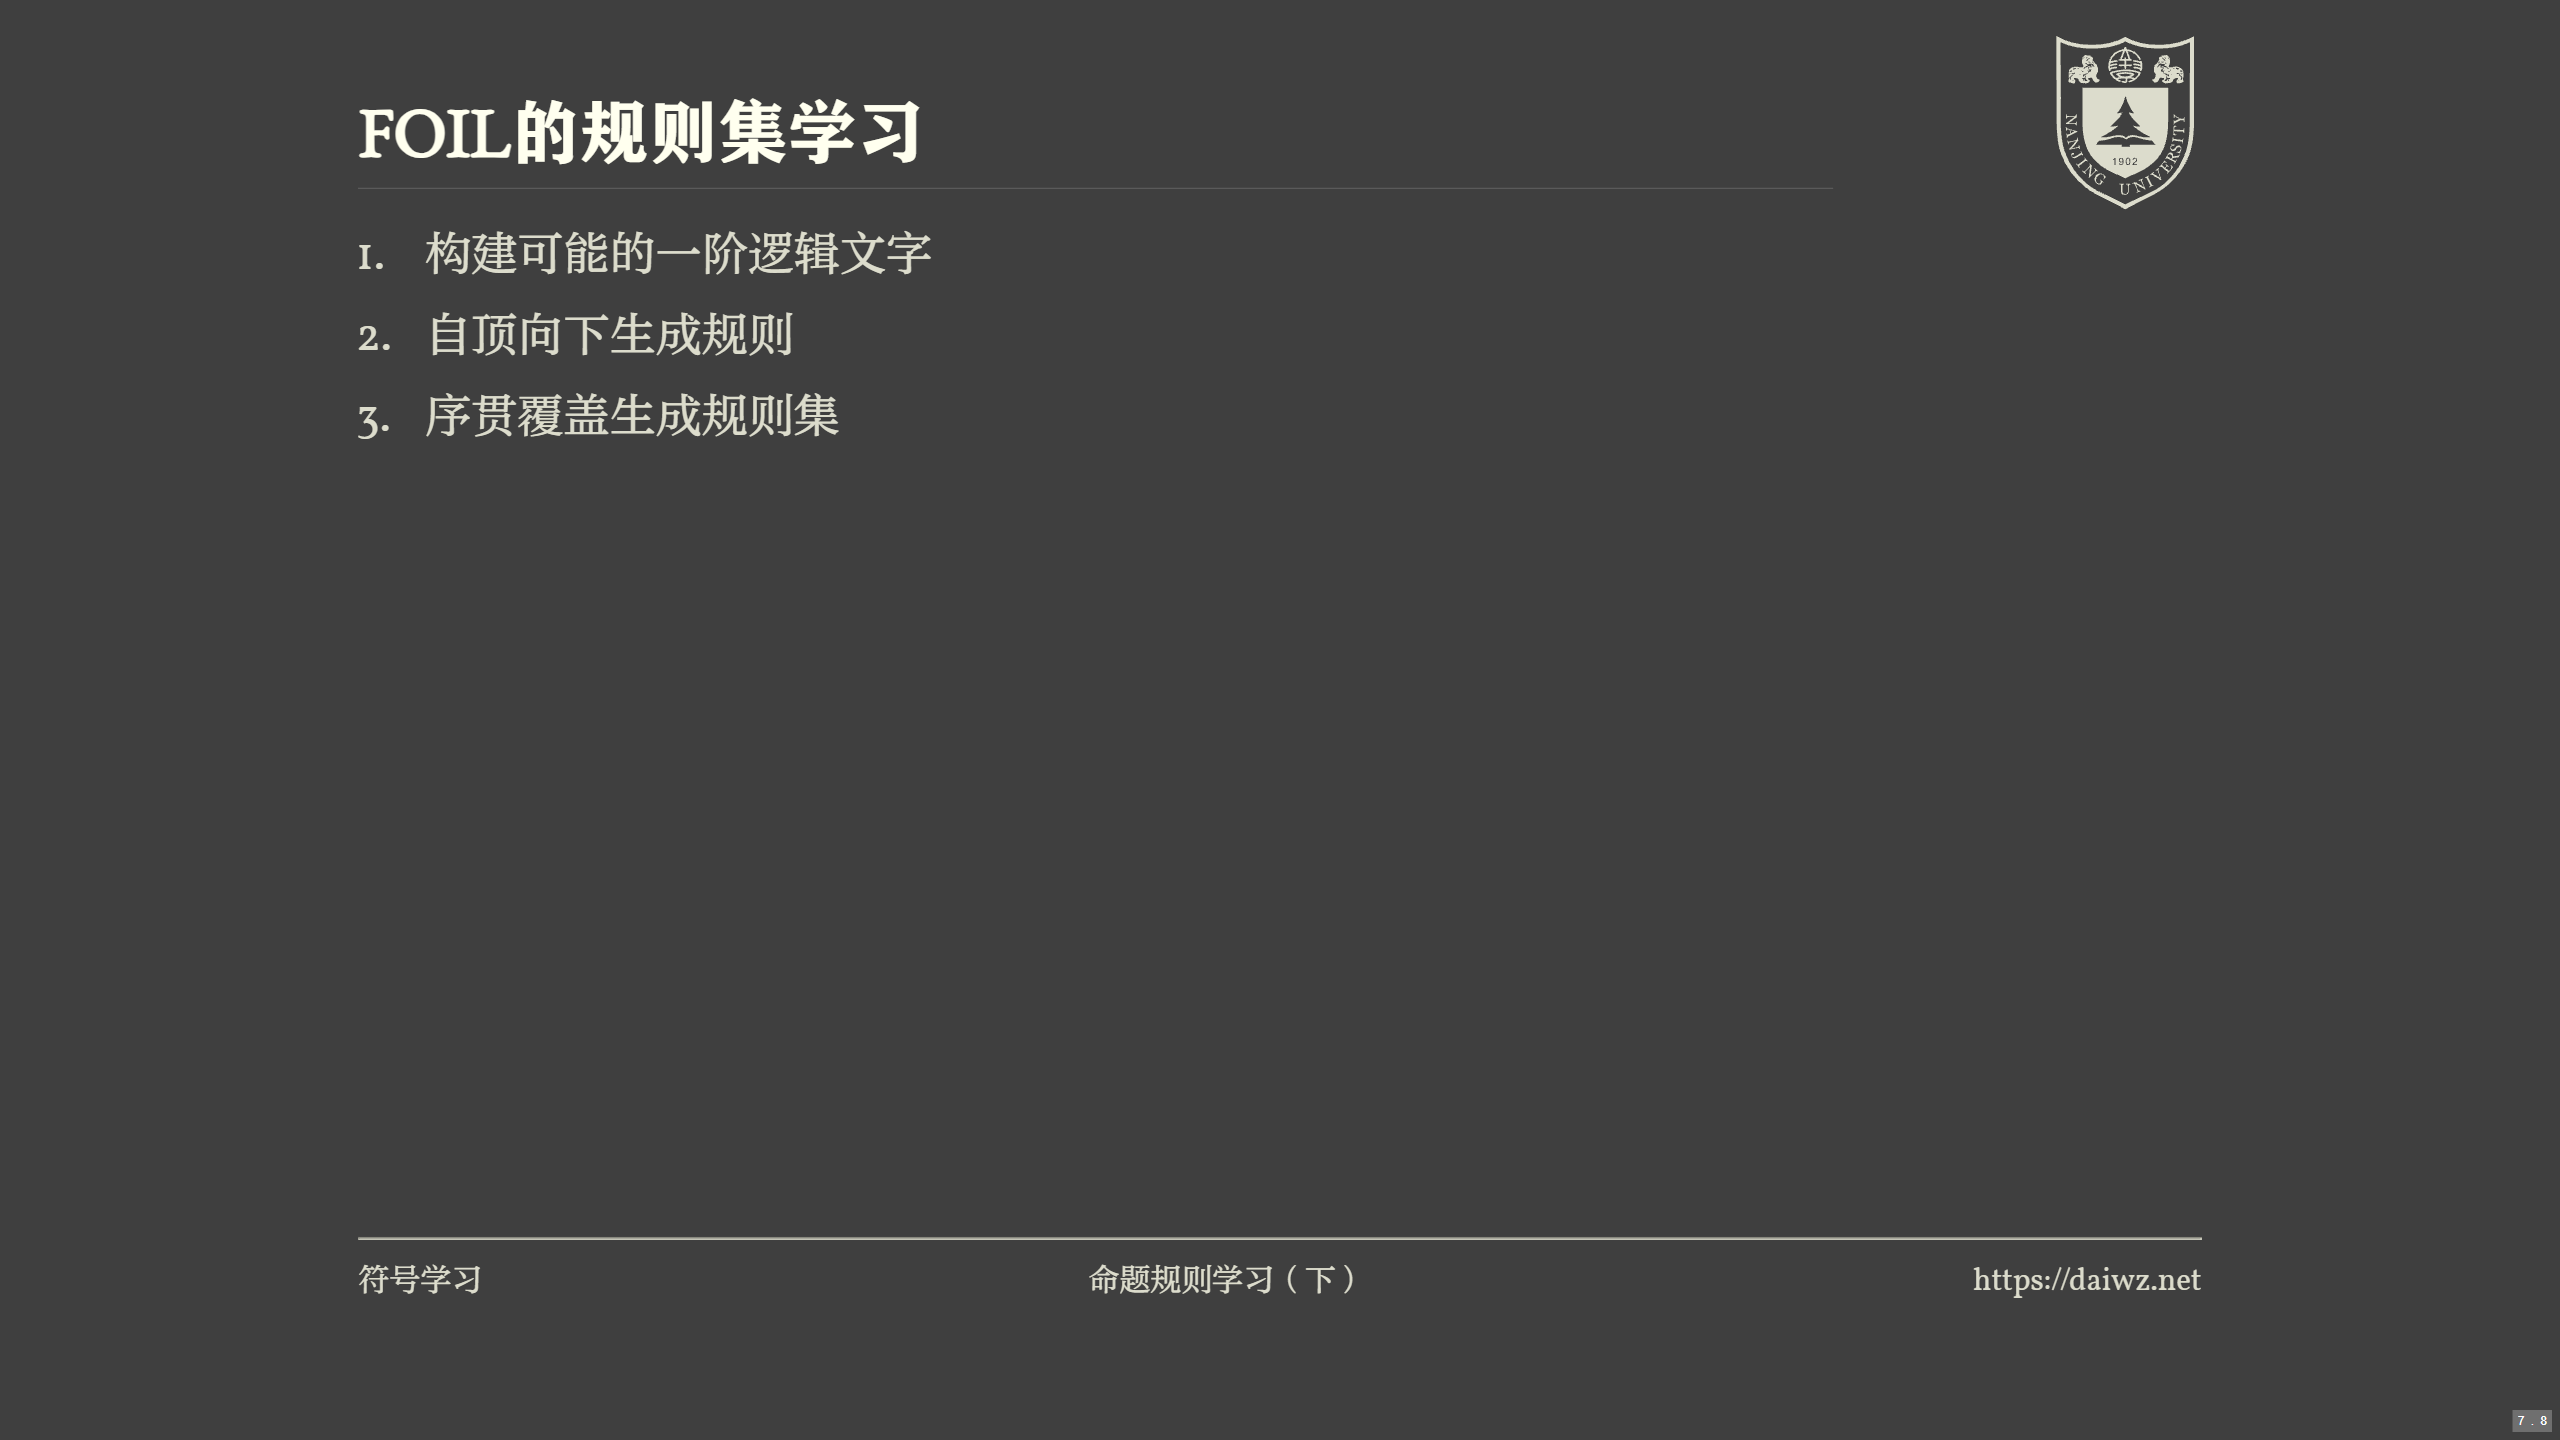 FOIL的规则集学习
NANJING UNIVERSITY
1902
1. 构建可能的一阶逻辑文字
2. 自顶向下生成规则
3. 序贯覆盖生成规则集
符号学习
命题规则学习（下）
https://daiwz.net
7.8